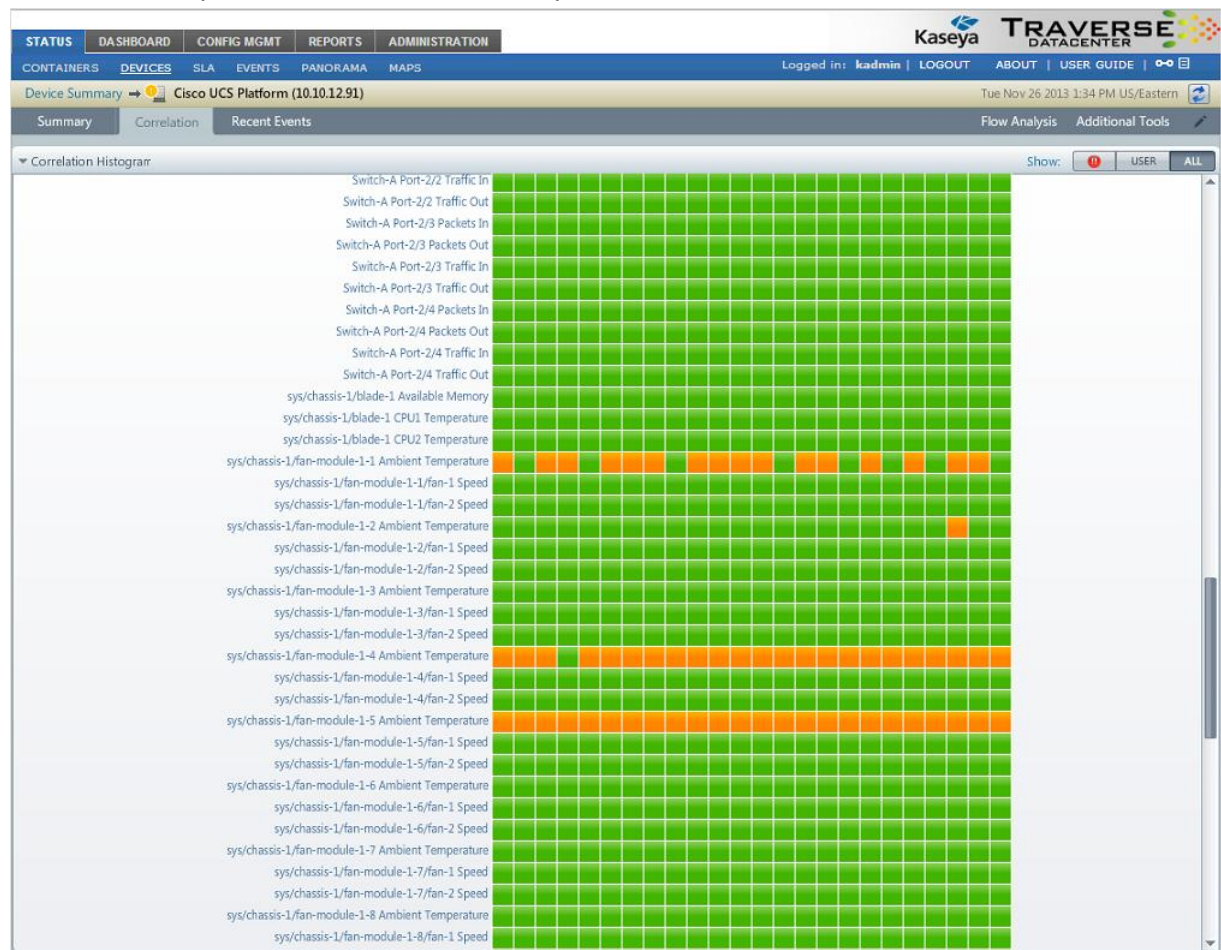 Kaseya TRAVERSE
DATACENTER
STATUS DASHBOARD CONFIG MGMT REPORTS ADMINISTRATION
CONTAINERS DEVICES SLA EVENTS PANORAMA MAPS Logged in: kadmin | LOGOUT ABOUT | USER GUIDE |
Device Summary Cisco UCS Platform (10.10.12.91) Tue Nov 26 2013 1:34 PM US/Eastern
Summary Correlation Recent Events Flow Analysis Additional Tools
Correlation Histogram Show: USER ALL
Switch-A Port-2/2 Traffic In
Switch-A Port-2/2 Traffic Out
Switch-A Port-2/3 Packets In
Switch-A Port-2/3 Packets Out
Switch-A Port-2/3 Traffic In
Switch-A Port-2/3 Traffic Out
Switch-A Port-2/4 Packets In
Switch-A Port-2/4 Packets Out
Switch-A Port-2/4 Traffic In
Switch-A Port-2/4 Traffic Out
sys/chassis-1/blade-1 Available Memory
sys/chassis-1/blade-1 CPU1 Temperature
sys/chassis-1/blade-1 CPU2 Temperature
sys/chassis-1/fan-module-1-1 Ambient Temperature
sys/chassis-1/fan-module-1-1/fan-1 Speed
sys/chassis-1/fan-module-1-1/fan-2 Speed
sys/chassis-1/fan-module-1-2 Ambient Temperature
sys/chassis-1/fan-module-1-2/fan-1 Speed
sys/chassis-1/fan-module-1-2/fan-2 Speed
sys/chassis-1/fan-module-1-3 Ambient Temperature
sys/chassis-1/fan-module-1-3/fan-1 Speed
sys/chassis-1/fan-module-1-3/fan-2 Speed
sys/chassis-1/fan-module-1-4 Ambient Temperature
sys/chassis-1/fan-module-1-4/fan-1 Speed
sys/chassis-1/fan-module-1-4/fan-2 Speed
sys/chassis-1/fan-module-1-5 Ambient Temperature
sys/chassis-1/fan-module-1-5/fan-1 Speed
sys/chassis-1/fan-module-1-5/fan-2 Speed
sys/chassis-1/fan-module-1-6 Ambient Temperature
sys/chassis-1/fan-module-1-6/fan-1 Speed
sys/chassis-1/fan-module-1-6/fan-2 Speed
sys/chassis-1/fan-module-1-7 Ambient Temperature
sys/chassis-1/fan-module-1-7/fan-1 Speed
sys/chassis-1/fan-module-1-7/fan-2 Speed
sys/chassis-1/fan-module-1-8 Ambient Temperature
sys/chassis-1/fan-module-1-8/fan-1 Speed